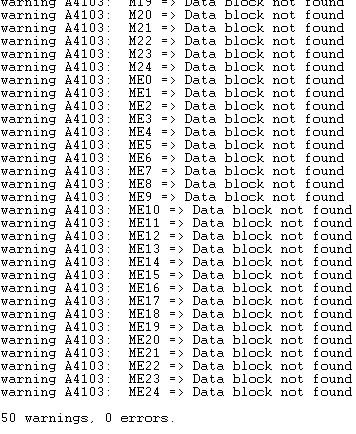 warning A4103:  M19 => Data block not found
warning A4103:  M20 => Data block not found
warning A4103:  M21 => Data block not found
warning A4103:  M22 => Data block not found
warning A4103:  M23 => Data block not found
warning A4103:  M24 => Data block not found
warning A4103:  ME0 => Data block not found
warning A4103:  ME1 => Data block not found
warning A4103:  ME2 => Data block not found
warning A4103:  ME3 => Data block not found
warning A4103:  ME4 => Data block not found
warning A4103:  ME5 => Data block not found
warning A4103:  ME6 => Data block not found
warning A4103:  ME7 => Data block not found
warning A4103:  ME8 => Data block not found
warning A4103:  ME9 => Data block not found
warning A4103:  ME10 => Data block not found
warning A4103:  ME11 => Data block not found
warning A4103:  ME12 => Data block not found
warning A4103:  ME13 => Data block not found
warning A4103:  ME14 => Data block not found
warning A4103:  ME15 => Data block not found
warning A4103:  ME16 => Data block not found
warning A4103:  ME17 => Data block not found
warning A4103:  ME18 => Data block not found
warning A4103:  ME19 => Data block not found
warning A4103:  ME20 => Data block not found
warning A4103:  ME21 => Data block not found
warning A4103:  ME22 => Data block not found
warning A4103:  ME23 => Data block not found
warning A4103:  ME24 => Data block not found
50 warnings, 0 errors.